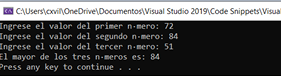 C:\Users\cxvil\OneDrive\Documentos\Visual Studio 2019\Code Snippets\Visual
Ingrese el valor del primer n-mero: 72
Ingrese el valor del segundo n-mero: 84
Ingrese el valor del tercer n-mero: 51
El mayor de los tres n-meros es: 84
Press any key to continue . . .